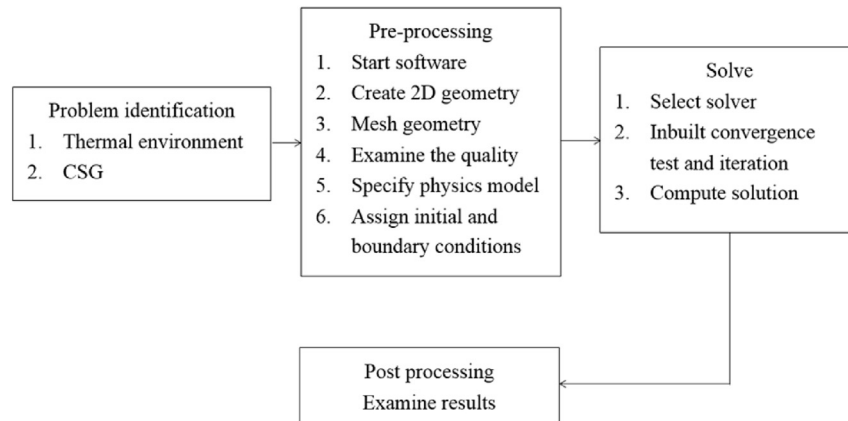 Problem identification
1. Thermal environment
2. CSG
Pre-processing
1. Start software
2. Create 2D geometry
3. Mesh geometry
4. Examine the quality
5. Specify physics model
6. Assign initial and
boundary conditions
Solve
1. Select solver
2. Inbuilt convergence
test and iteration
3. Compute solution
Post processing
Examine results